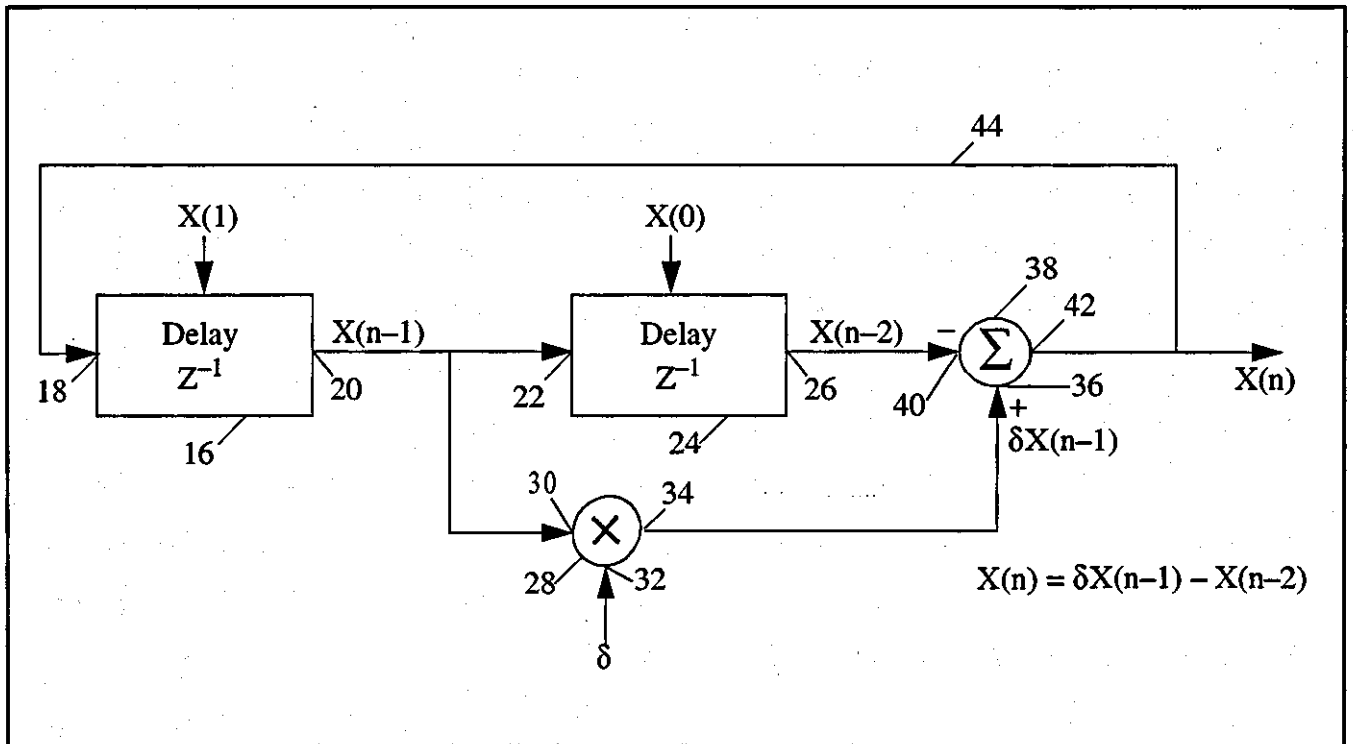 44
X(1)
X(0)
38
Delay
Z⁻¹
X(n–1)
Delay
Z⁻¹
X(n–2)
–
Σ
42
18
20
22
26
40
36
X(n)
+
16
24
δX(n–1)
30
34
×
28
32
X(n) = δX(n–1) – X(n–2)
δ